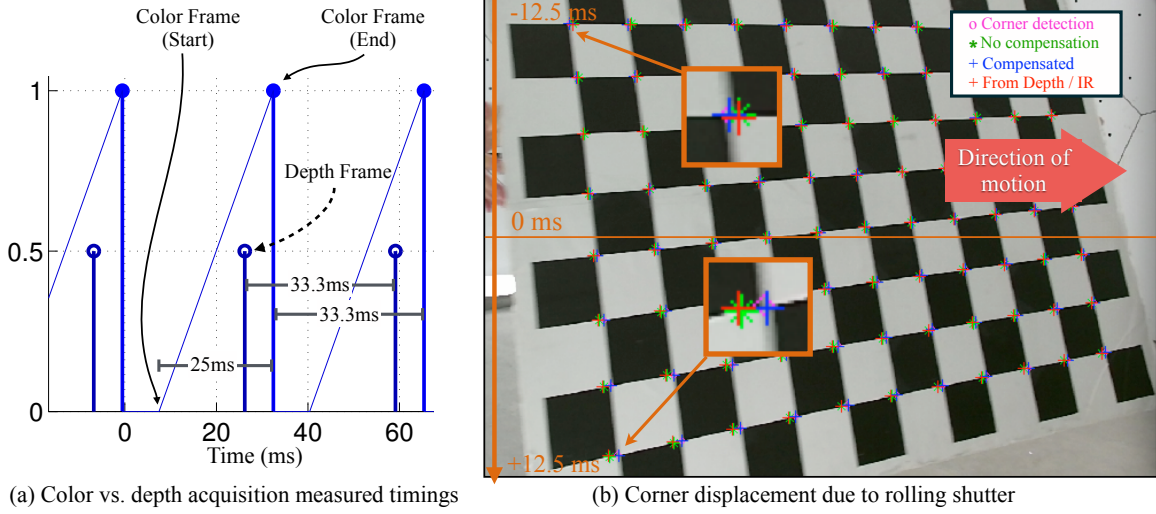 Color Frame
(Start)
Color Frame
(End)
1
Depth Frame
0.5
33.3ms
33.3ms
25ms
0
0
20
40
60
Time (ms)
(a) Color vs. depth acquisition measured timings
-12.5 ms
o Corner detection
* No compensation
+ Compensated
+ From Depth / IR
Direction of
motion
0 ms
+12.5 ms
(b) Corner displacement due to rolling shutter